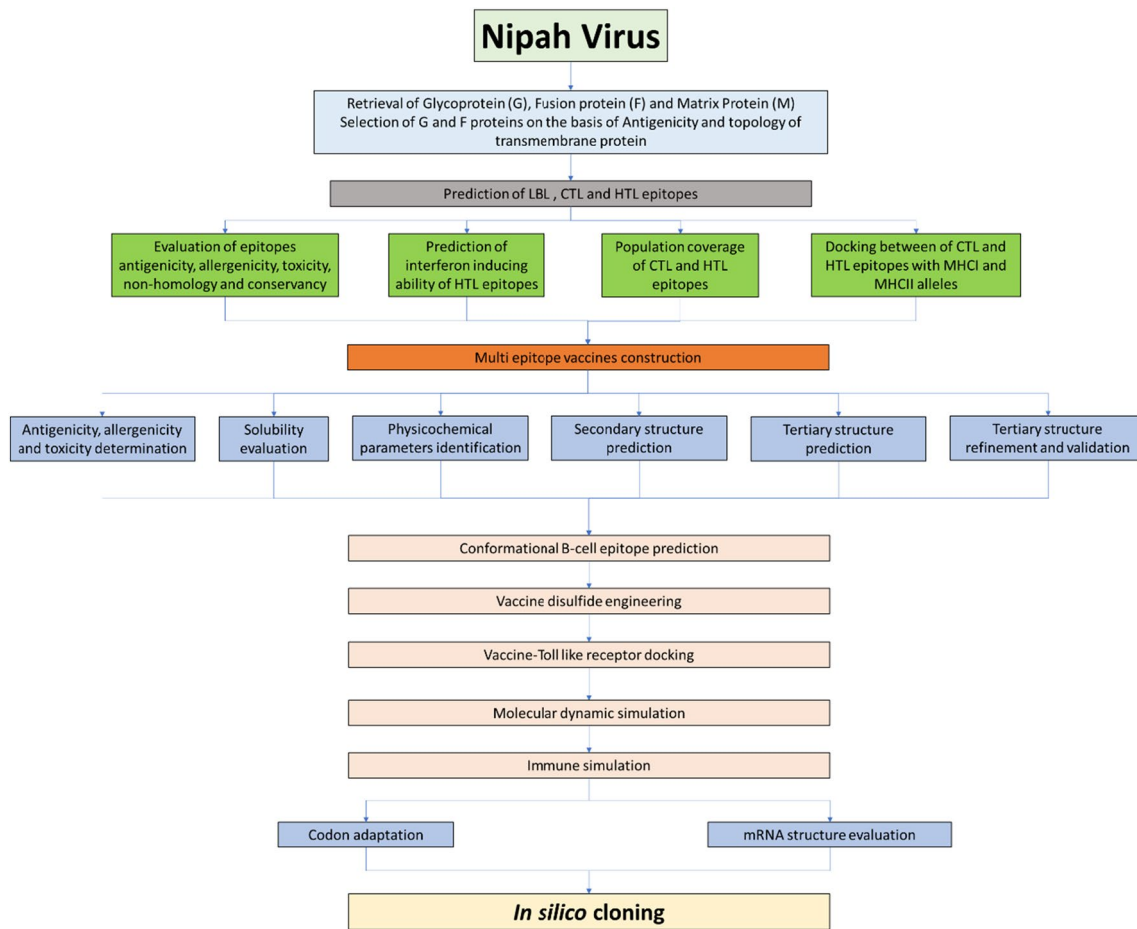 Nipah Virus
Retrieval of Glycoprotein (G), Fusion protein (F) and Matrix Protein (M)
Selection of G and F proteins on the basis of Antigenicity and topology of
transmembrane protein
Prediction of LBL , CTL and HTL epitopes
Evaluation of epitopes
antigenicity, allergenicity, toxicity,
non-homology and conservancy
Prediction of
interferon inducing
ability of HTL epitopes
Population coverage
of CTL and HTL
epitopes
Docking between of CTL and
HTL epitopes with MHCI and
MHCII alleles
Multi epitope vaccines construction
Antigenicity, allergenicity
and toxicity determination
Solubility
evaluation
Physicochemical
parameters identification
Secondary structure
prediction
Tertiary structure
prediction
Tertiary structure
refinement and validation
Conformational B-cell epitope prediction
Vaccine disulfide engineering
Vaccine-Toll like receptor docking
Molecular dynamic simulation
Immune simulation
Codon adaptation
mRNA structure evaluation
In silico cloning